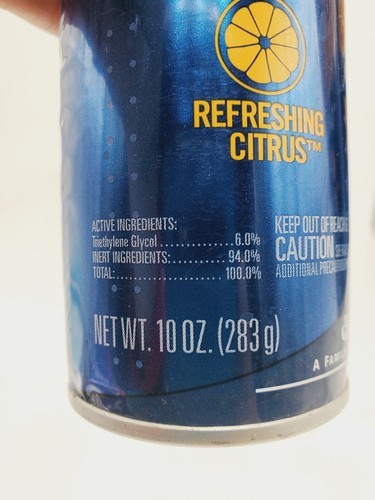 REFRESHING
CITRUS™
ACTIVE INGREDIENTS:
Triethylene Glycol .............. 6.0%
INERT INGREDIENTS:.......... 94.0%
TOTAL:........................ 100.0%
KEEP OUT OF REACH
CAUTION
ADDITIONAL
NET WT. 10 OZ. (283 g)
A